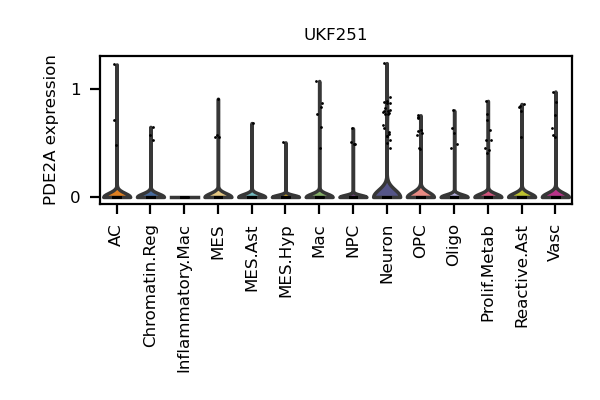 UKF251
PDE2A expression
1
0
AC
Chromatin.Reg
Inflammatory.Mac
MES
MES.Ast
MES.Hyp
Mac
NPC
Neuron
OPC
Oligo
Prolif.Metab
Reactive.Ast
Vasc